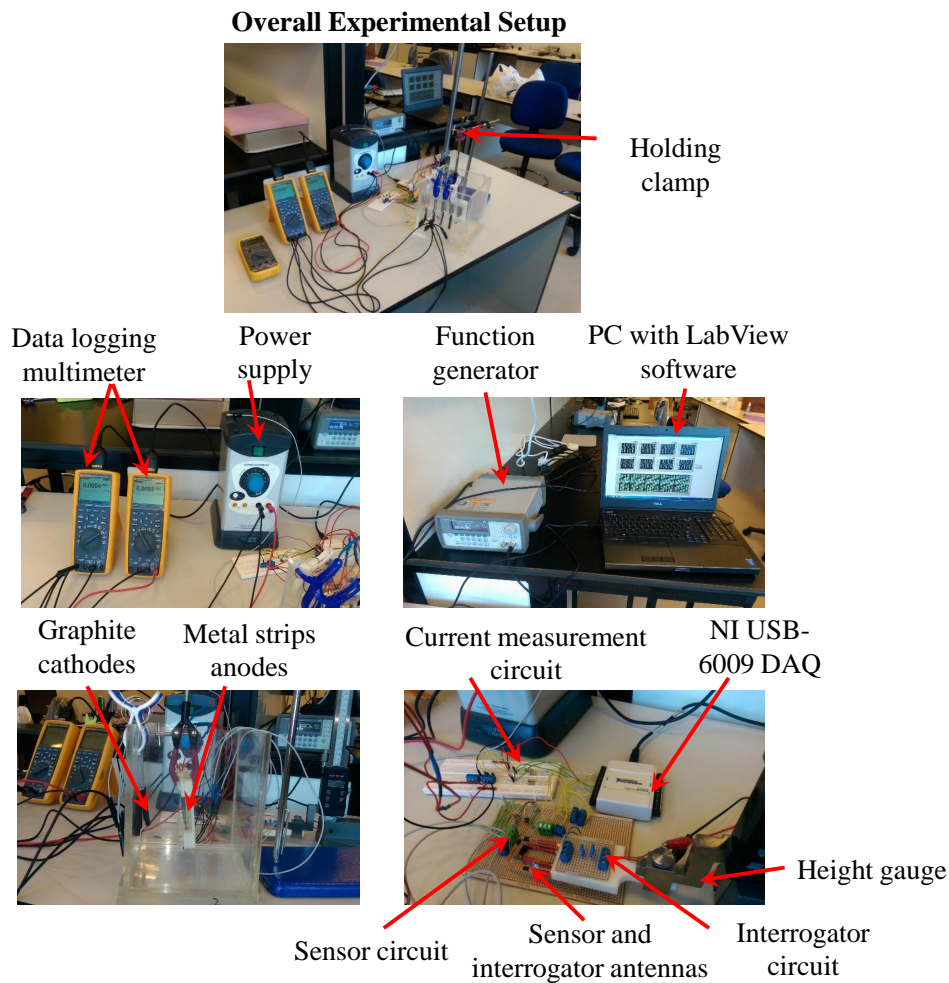 Overall Experimental Setup
Holding
clamp
Data logging
multimeter
Power
supply
Function
generator
PC with LabView
software
Graphite
cathodes
Metal strips
anodes
Current measurement
circuit
NI USB-
6009 DAQ
Height gauge
Sensor circuit
Sensor and
interrogator antennas
Interrogator
circuit